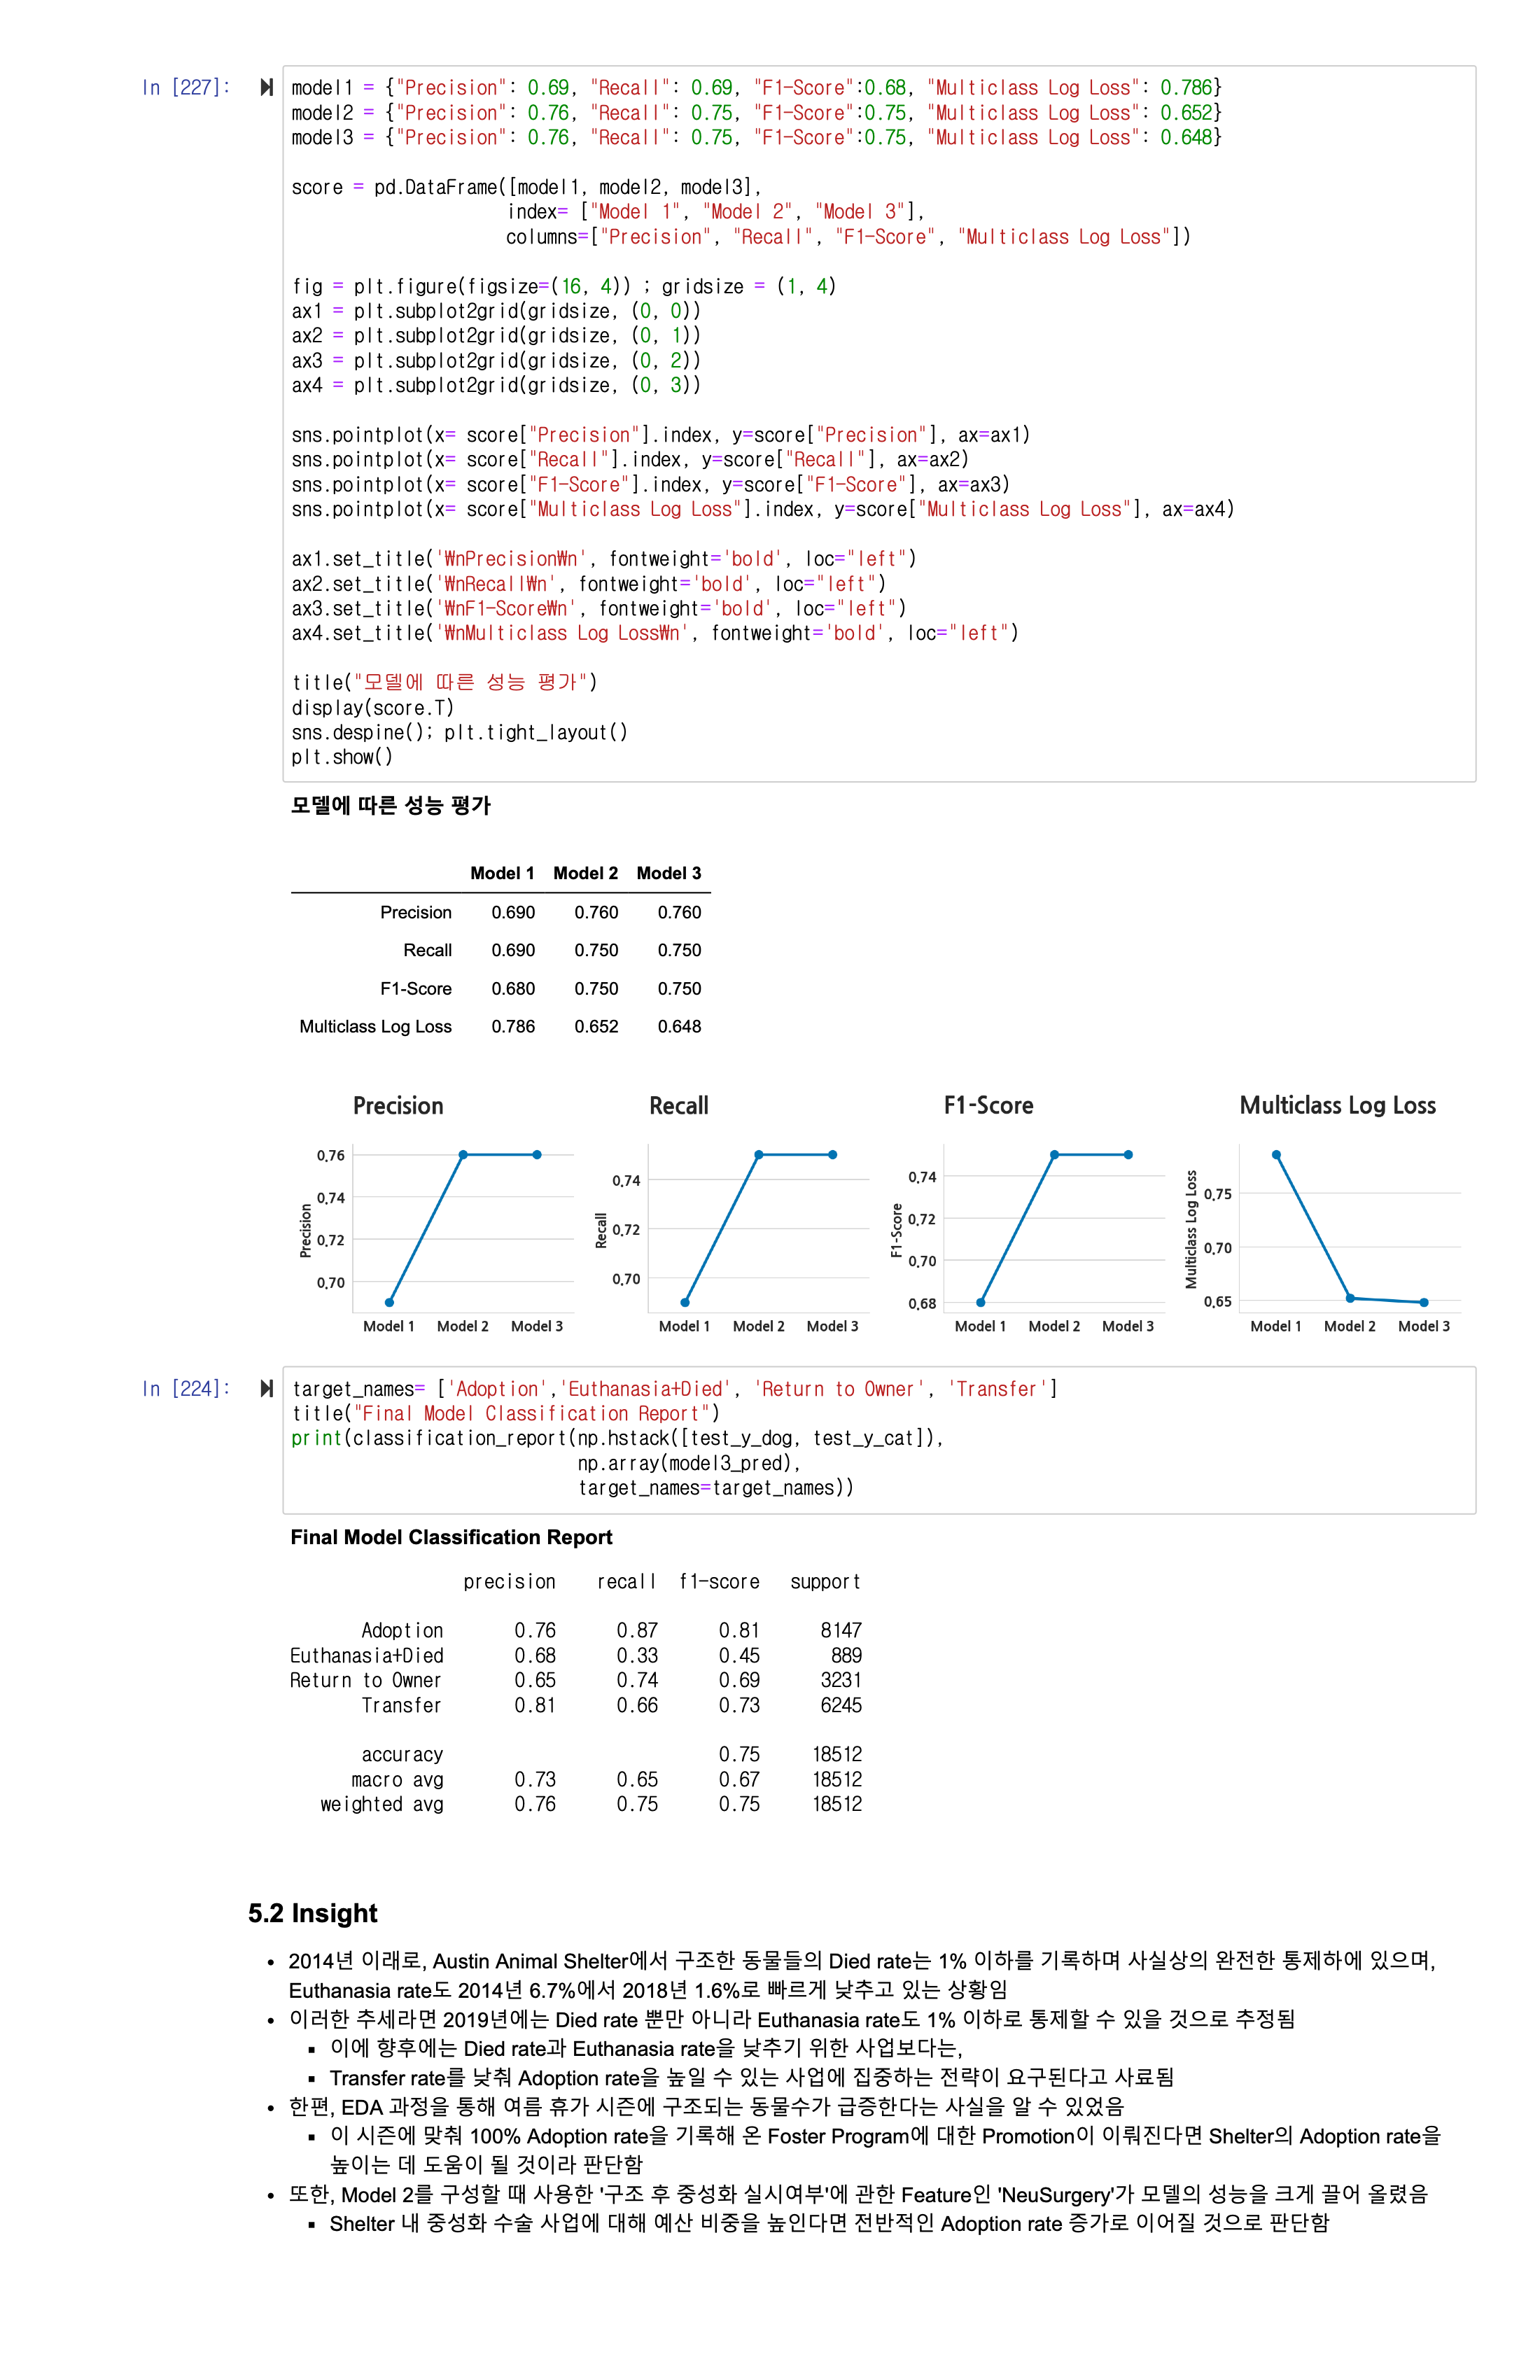 In [227]:
model1 = {"Precision": 0.69, "Recall": 0.69, "F1-Score":0.68, "Multiclass Log Loss": 0.786}
model2 = {"Precision": 0.76, "Recall": 0.75, "F1-Score":0.75, "Multiclass Log Loss": 0.652}
model3 = {"Precision": 0.76, "Recall": 0.75, "F1-Score":0.75, "Multiclass Log Loss": 0.648}
score = pd.DataFrame([model1, model2, model3],
index= ["Model 1", "Model 2", "Model 3"],
columns=["Precision", "Recall", "F1-Score", "Multiclass Log Loss"])
fig = plt.figure(figsize=(16, 4)) ; gridsize = (1, 4)
ax1 = plt.subplot2grid(gridsize, (0, 0))
ax2 = plt.subplot2grid(gridsize, (0, 1))
ax3 = plt.subplot2grid(gridsize, (0, 2))
ax4 = plt.subplot2grid(gridsize, (0, 3))
sns.pointplot(x= score["Precision"].index, y=score["Precision"], ax=ax1)
sns.pointplot(x= score["Recall"].index, y=score["Recall"], ax=ax2)
sns.pointplot(x= score["F1-Score"].index, y=score["F1-Score"], ax=ax3)
sns.pointplot(x= score["Multiclass Log Loss"].index, y=score["Multiclass Log Loss"], ax=ax4)
ax1.set_title('₩nPrecision₩n', fontweight='bold', loc="left")
ax2.set_title('₩nRecall₩n', fontweight='bold', loc="left")
ax3.set_title('₩nF1-Score₩n', fontweight='bold', loc="left")
ax4.set_title('₩nMulticlass Log Loss₩n', fontweight='bold', loc="left")
title("모델에 따른 성능 평가")
display(score.T)
sns.despine(); plt.tight_layout()
plt.show()
모델에 따른 성능 평가
Model 1 Model 2 Model 3
Precision 0.690 0.760 0.760
Recall 0.690 0.750 0.750
F1-Score 0.680 0.750 0.750
Multiclass Log Loss 0.786 0.652 0.648
Precision
0.76
0.74
0.72
0.70
Precision
Model 1 Model 2 Model 3
Recall
0.74
0.72
0.70
Recall
Model 1 Model 2 Model 3
F1-Score
0.74
0.72
0.70
0.68
F1-Score
Model 1 Model 2 Model 3
Multiclass Log Loss
0.75
0.70
0.65
Multiclass Log Loss
Model 1 Model 2 Model 3
In [224]:
target_names= ['Adoption','Euthanasia+Died', 'Return to Owner', 'Transfer']
title("Final Model Classification Report")
print(classification_report(np.hstack([test_y_dog, test_y_cat]),
np.array(model3_pred),
target_names=target_names))
Final Model Classification Report
precision recall f1-score support
Adoption 0.76 0.87 0.81 8147
Euthanasia+Died 0.68 0.33 0.45 889
Return to Owner 0.65 0.74 0.69 3231
Transfer 0.81 0.66 0.73 6245
accuracy 0.75 18512
macro avg 0.73 0.65 0.67 18512
weighted avg 0.76 0.75 0.75 18512
5.2 Insight
• 2014년 이래로, Austin Animal Shelter에서 구조한 동물들의 Died rate는 1% 이하를 기록하며 사실상의 완전한 통제하에 있으며,
Euthanasia rate도 2014년 6.7%에서 2018년 1.6%로 빠르게 낮추고 있는 상황임
• 이러한 추세라면 2019년에는 Died rate 뿐만 아니라 Euthanasia rate도 1% 이하로 통제할 수 있을 것으로 추정됨
▪ 이에 향후에는 Died rate과 Euthanasia rate을 낮추기 위한 사업보다는,
▪ Transfer rate를 낮춰 Adoption rate을 높일 수 있는 사업에 집중하는 전략이 요구된다고 사료됨
• 한편, EDA 과정을 통해 여름 휴가 시즌에 구조되는 동물수가 급증한다는 사실을 알 수 있었음
▪ 이 시즌에 맞춰 100% Adoption rate을 기록해 온 Foster Program에 대한 Promotion이 이뤄진다면 Shelter의 Adoption rate을
높이는 데 도움이 될 것이라 판단함
• 또한, Model 2를 구성할 때 사용한 '구조 후 중성화 실시여부'에 관한 Feature인 'NeuSurgery'가 모델의 성능을 크게 끌어 올렸음
▪ Shelter 내 중성화 수술 사업에 대해 예산 비중을 높인다면 전반적인 Adoption rate 증가로 이어질 것으로 판단함